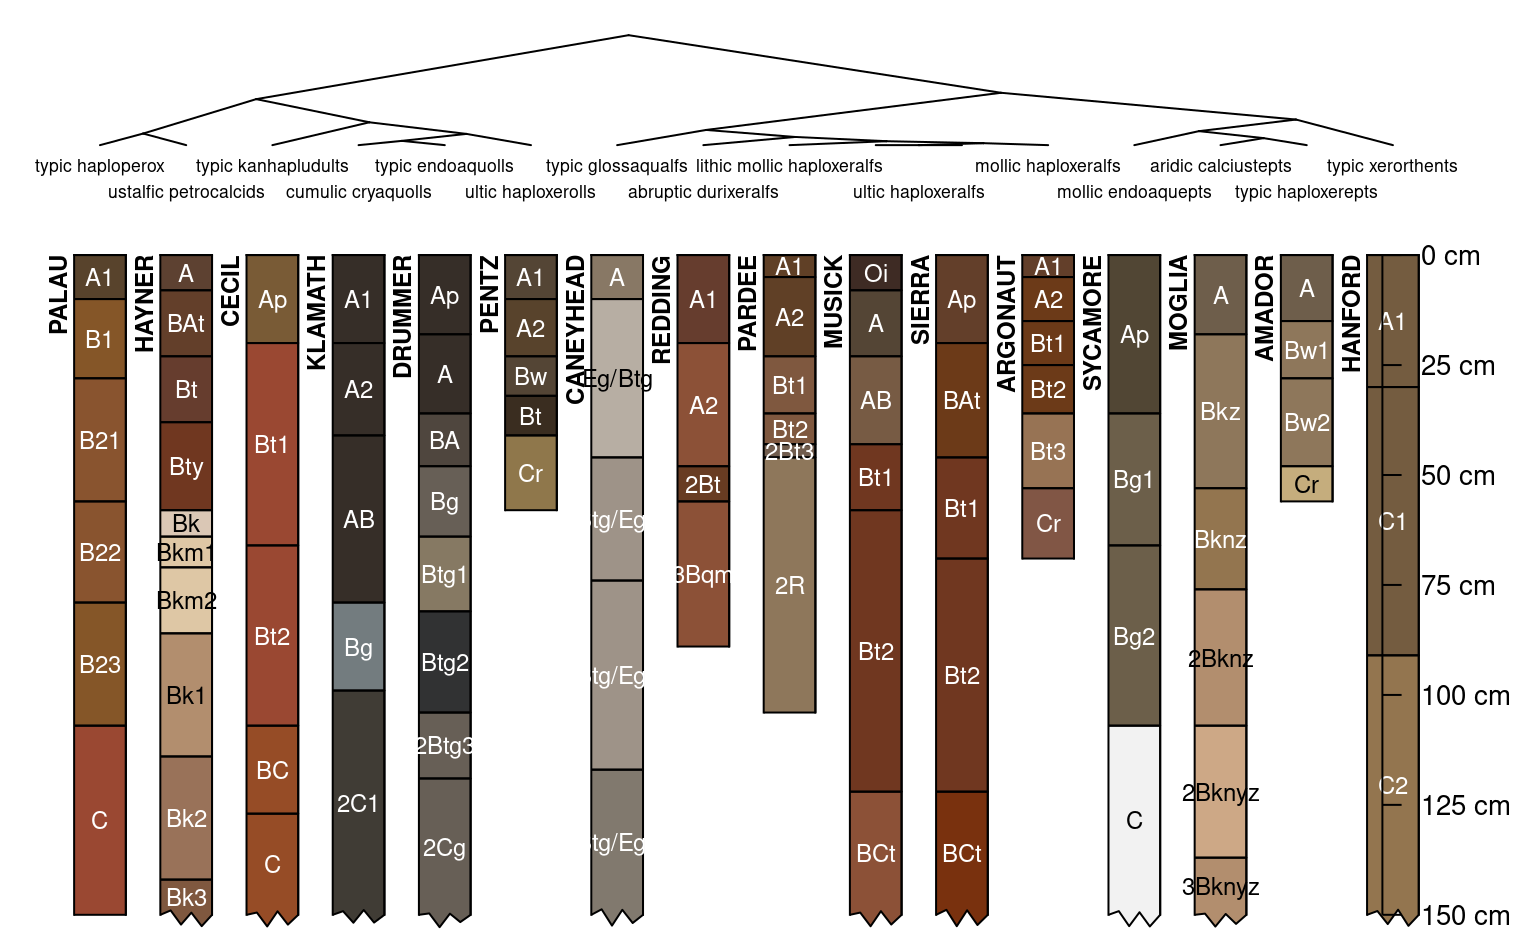 typic haploperox typic kanhapludults typic endoaquolls typic glossaqualfs lithic mollic haploxeralfs mollic haploxeralfs aridic calciustepts typic xerorthents
ustalfic petrocalcids cumulic cryaquolls ultic haploxerolls abruptic durixeralfs ultic haploxeralfs mollic endoaquepts typic haploxerepts
PALAU
A1
B1
B21
B22
B23
C
HAYNER
A
BAt
Bt
Bty
Bk
Bkm1
Bkm2
Bk1
Bk2
Bk3
CECIL
Ap
Bt1
Bt2
BC
C
KLAMATH
A1
A2
AB
Bg
2C1
DRUMMER
Ap
A
BA
Bg
Btg1
Btg2
2Btg3
2Cg
PENTZ
A1
A2
Bw
Bt
Cr
CANEYHEAD
A
Eg/Btg
Btg/Eg1
tg/Eg
tg/Eg
REDDING
A1
A2
2Bt
3Bqm
PARDEE
A1
A2
Bt1
Bt2
2Bt3
2R
MUSICK
Oi
A
AB
Bt1
Bt2
BCt
SIERRA
Ap
BAt
Bt1
Bt2
BCt
ARGONAUT
A1
A2
Bt1
Bt2
Bt3
Cr
SYCAMORE
Ap
Bg1
Bg2
C
MOGLIA
A
Bkz
Bknz
2Bknz
2Bknyz
3Bknyz
AMADOR
A
Bw1
Bw2
Cr
HANFORD
A1
C1
C2
0 cm
25 cm
50 cm
75 cm
100 cm
125 cm
150 cm